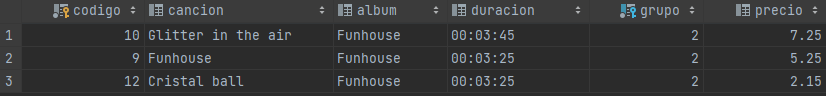 codigo cancion album duracion grupo precio
1 10 Glitter in the air Funhouse 00:03:45 2 7.25
2 9 Funhouse Funhouse 00:03:25 2 5.25
3 12 Cristal ball Funhouse 00:03:25 2 2.15